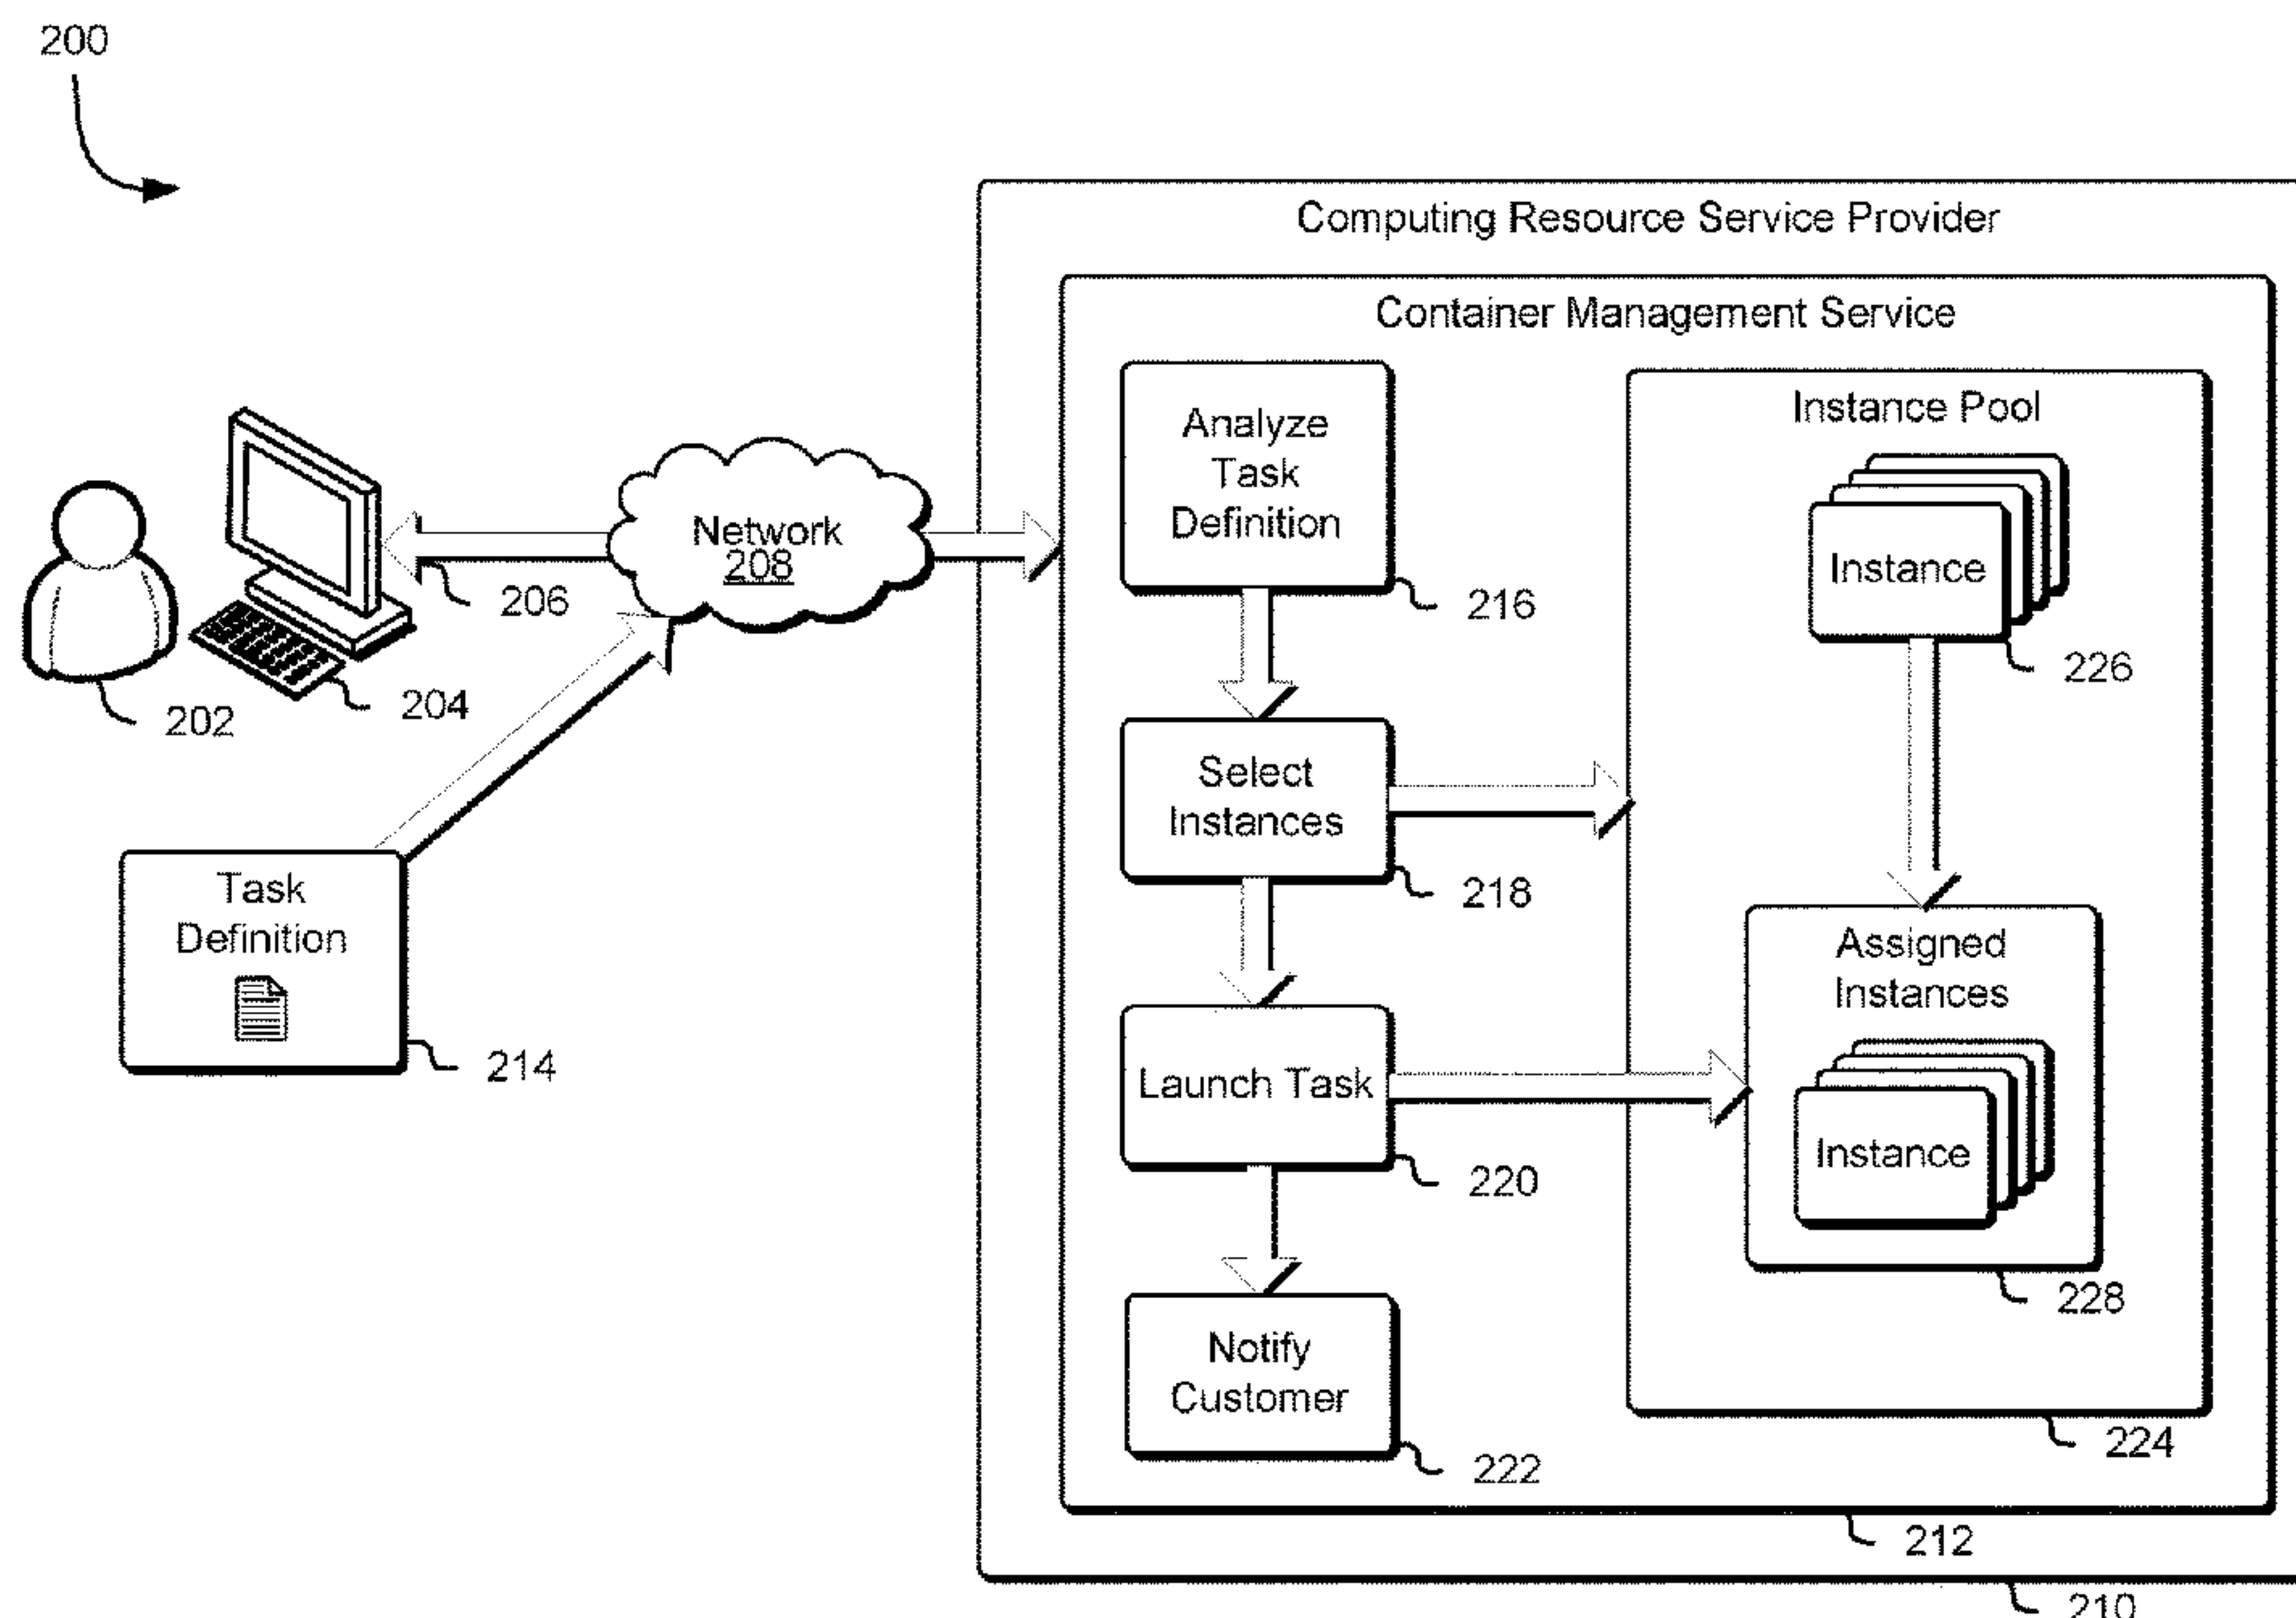 200
Computing Resource Service Provider
Container Management Service
Analyze
Task
Definition
216
Instance Pool
Instance
226
Network
208
206
204
202
Select
Instances
218
Task
Definition
214
Assigned
Instances
Instance
228
Launch Task
220
Notify
Customer
222
224
212
210